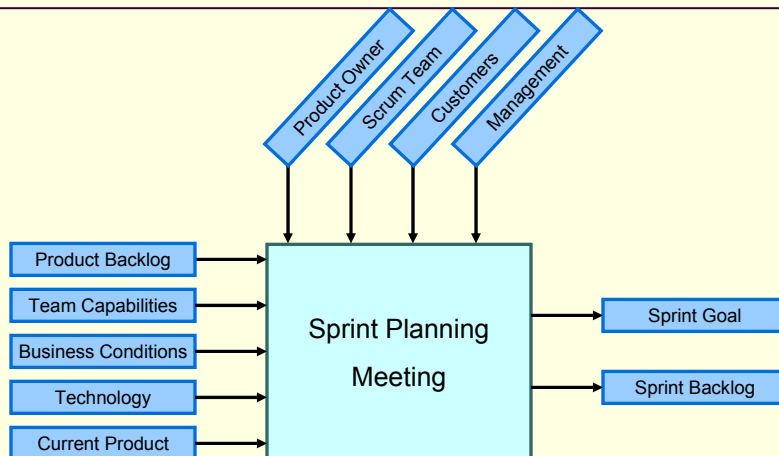 Product Owner
Scrum Team
Customers
Management
Product Backlog
Team Capabilities
Business Conditions
Technology
Current Product
Sprint Planning
Meeting
Sprint Goal
Sprint Backlog